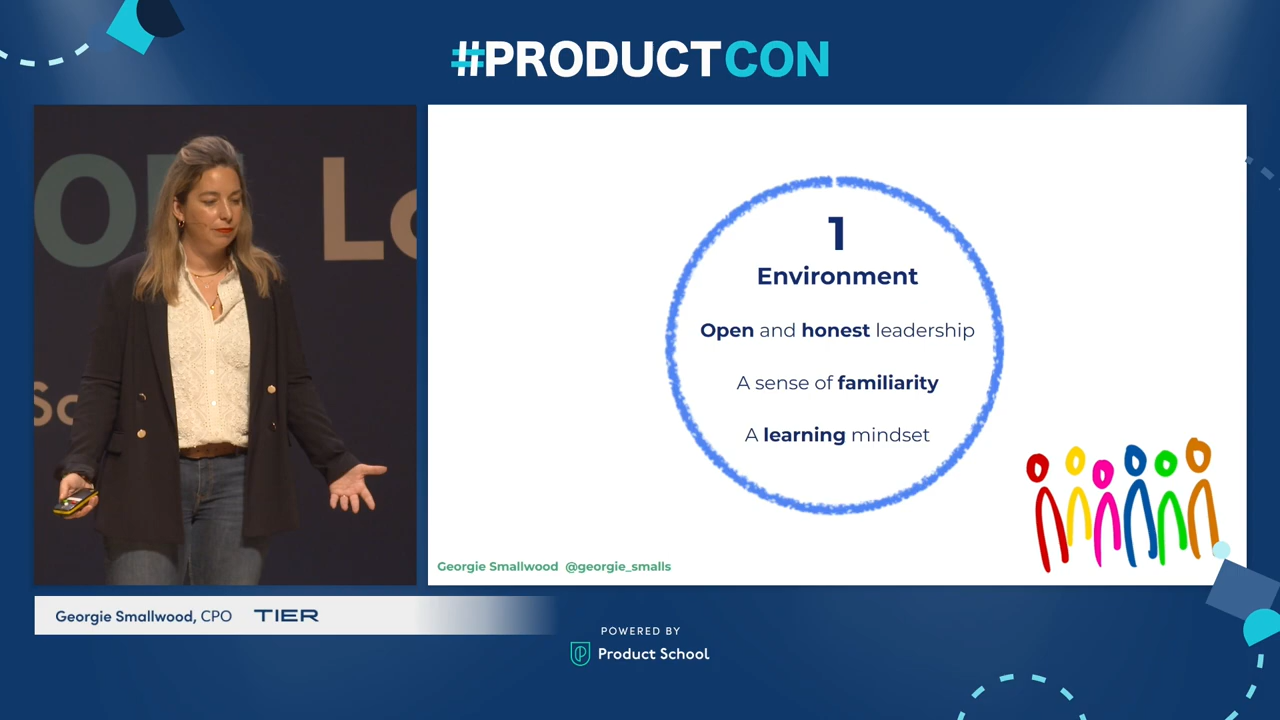 #PRODUCTCON
1
Environment
Open and honest leadership
A sense of familiarity
A learning mindset
Georgie Smallwood @georgie_smalls
Georgie Smallwood, CPO TIER
POWERED BY
Product School